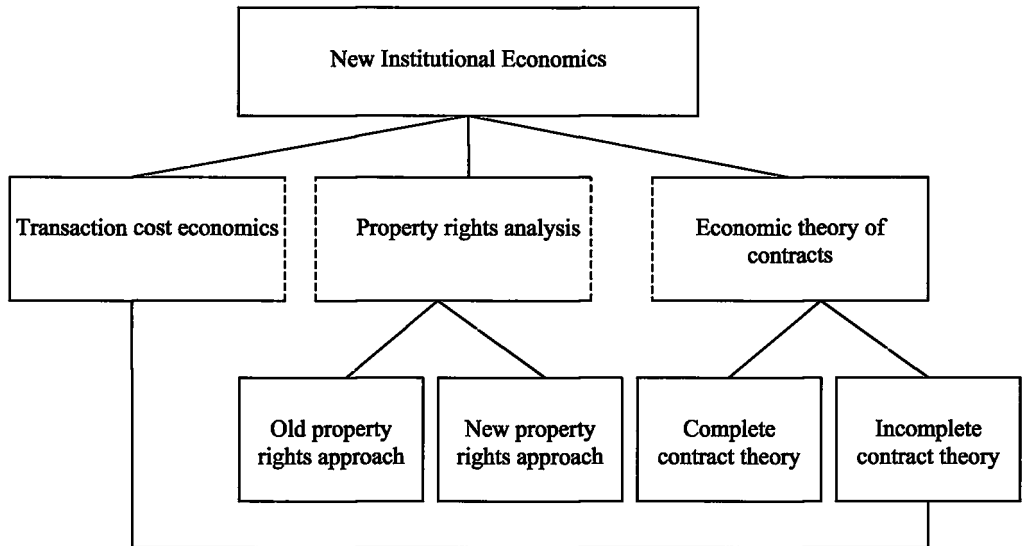 New Institutional Economics
Transaction cost economics
Property rights analysis
Economic theory of
contracts
Old property
rights approach
New property
rights approach
Complete
contract theory
Incomplete
contract theory